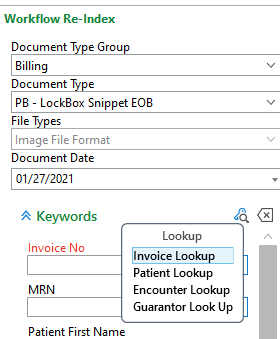 Workflow Re-Index
Document Type Group
Billing
Document Type
PB - LockBox Snippet EOB
File Types
Image File Format
Document Date
01/27/2021
Keywords
Lookup
Invoice No
Invoice Lookup
Patient Lookup
MRN
Encounter Lookup
Guarantor Look Up
Patient First Name